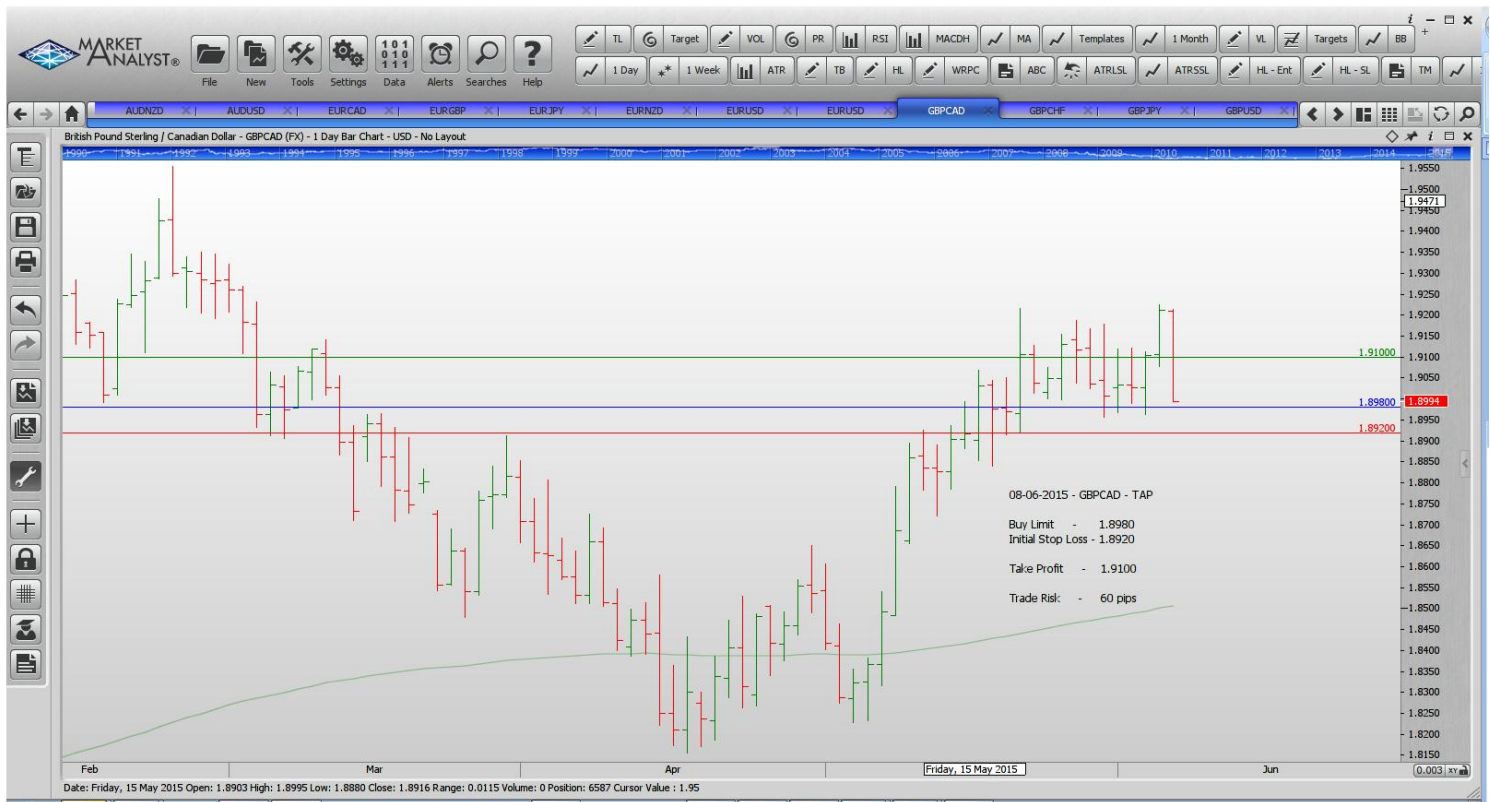 MARKET
ANALYST®
File New Tools Settings Data Alerts Searches Help
101
010
111
TL Target VOL PR RSI MACDH MA Templates 1 Month VL Targets BB
1 Day 1 Week ATR TB HL WRPC ABC ATRLSL ATRSSL HL - Ent HL - SL TM
AUDNZD AUDUSD EURCAD EURGBP EURJPY EURNZD EURUSD EURUSD GBPCAD GBPCHF GBPJPY GBPUSD
British Pound Sterling / Canadian Dollar - GBPCAD (FX) - 1 Day Bar Chart - USD - No Layout
1990 1991 1992 1993 1994 1995 1996 1997 1998 1999 2000 2001 2002 2003 2004 2005 2006 2007 2008 2009 2010 2011 2012 2013 2014
1.9550
1.9500
1.9471
1.9450
1.9400
1.9350
1.9300
1.9250
1.9200
1.9150
1.91000
1.9100
1.9050
1.89800
1.8994
1.8950
1.89200
1.8900
1.8850
1.8800
1.8750
1.8700
1.8650
1.8600
1.8550
1.8500
1.8450
1.8400
1.8350
1.8300
1.8250
1.8200
1.8150
08-06-2015 - GBPCAD - TAP
Buy Limit - 1.8980
Initial Stop Loss - 1.8920
Take Profit - 1.9100
Trade Risk - 60 pips
Feb Mar Apr Friday, 15 May 2015 Jun
0.003 XY
Date: Friday, 15 May 2015 Open: 1.8903 High: 1.8995 Low: 1.8880 Close: 1.8916 Range: 0.0115 Volume: 0 Position: 6587 Cursor Value : 1.95